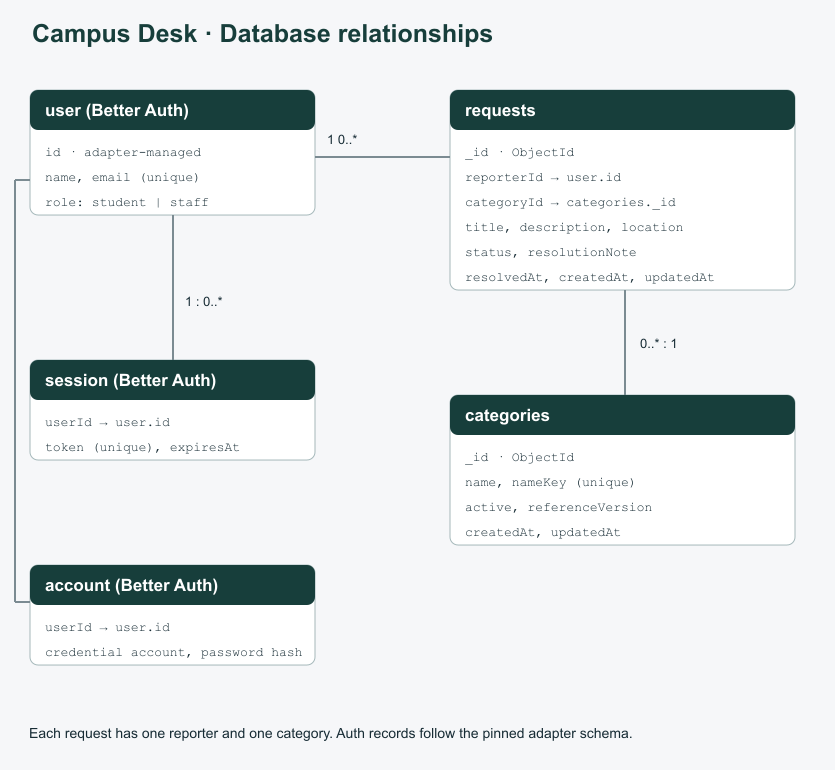 Campus Desk · Database relationships
user (Better Auth)
id · adapter-managed
name, email (unique)
role: student | staff
1 0..*
requests
_id · ObjectId
reporterId → user.id
categoryId → categories._id
title, description, location
status, resolutionNote
resolvedAt, createdAt, updatedAt
1 : 0..*
0..* : 1
session (Better Auth)
userId → user.id
token (unique), expiresAt
categories
_id · ObjectId
name, nameKey (unique)
active, referenceVersion
createdAt, updatedAt
account (Better Auth)
userId → user.id
credential account, password hash
Each request has one reporter and one category. Auth records follow the pinned adapter schema.